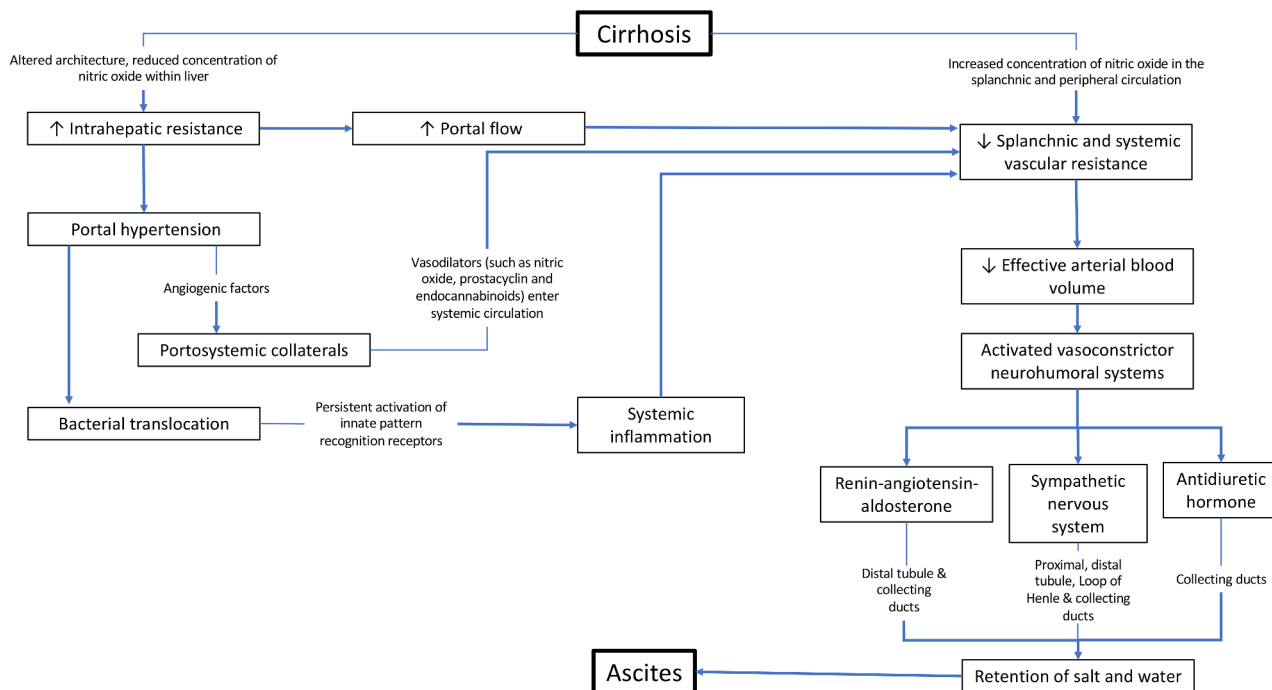 Cirrhosis
Altered architecture, reduced concentration of
nitric oxide within liver
Increased concentration of nitric oxide in the
splanchnic and peripheral circulation
↑ Intrahepatic resistance
↑ Portal flow
↓ Splanchnic and systemic
vascular resistance
Portal hypertension
Angiogenic factors
Vasodilators (such as nitric
oxide, prostacyclin and
endocannabinoids) enter
systemic circulation
↓ Effective arterial blood
volume
Portosystemic collaterals
Activated vasoconstrictor
neurohumoral systems
Bacterial translocation
Persistent activation of
innate pattern
recognition receptors
Systemic
inflammation
Renin-angiotensin-
aldosterone
Sympathetic
nervous
system
Antidiuretic
hormone
Distal tubule &
collecting
ducts
Proximal, distal
tubule, Loop of
Henle & collecting
ducts
Collecting ducts
Ascites
Retention of salt and water